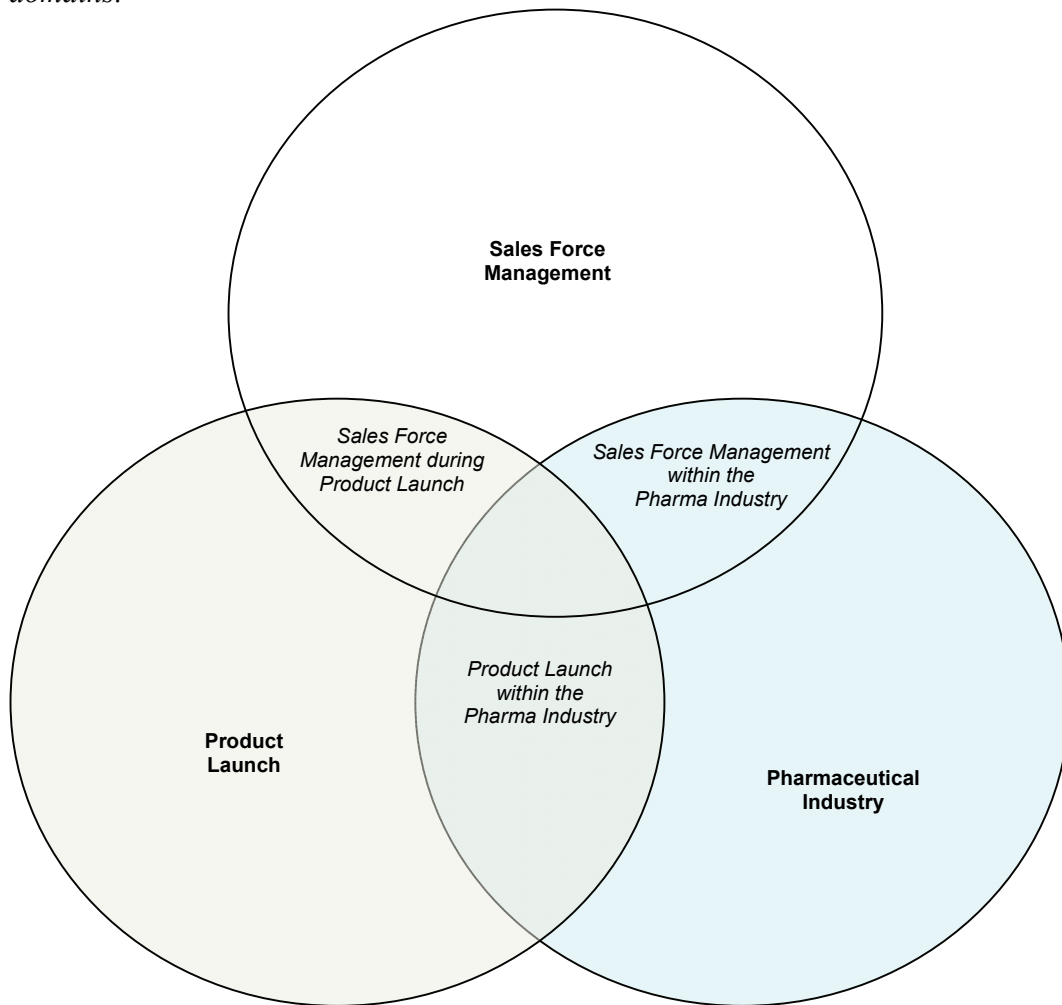 domains.
Sales Force
Management
Sales Force
Management during
Product Launch
Sales Force Management
within the
Pharma Industry
Product Launch
within the
Pharma Industry
Product
Launch
Pharmaceutical
Industry